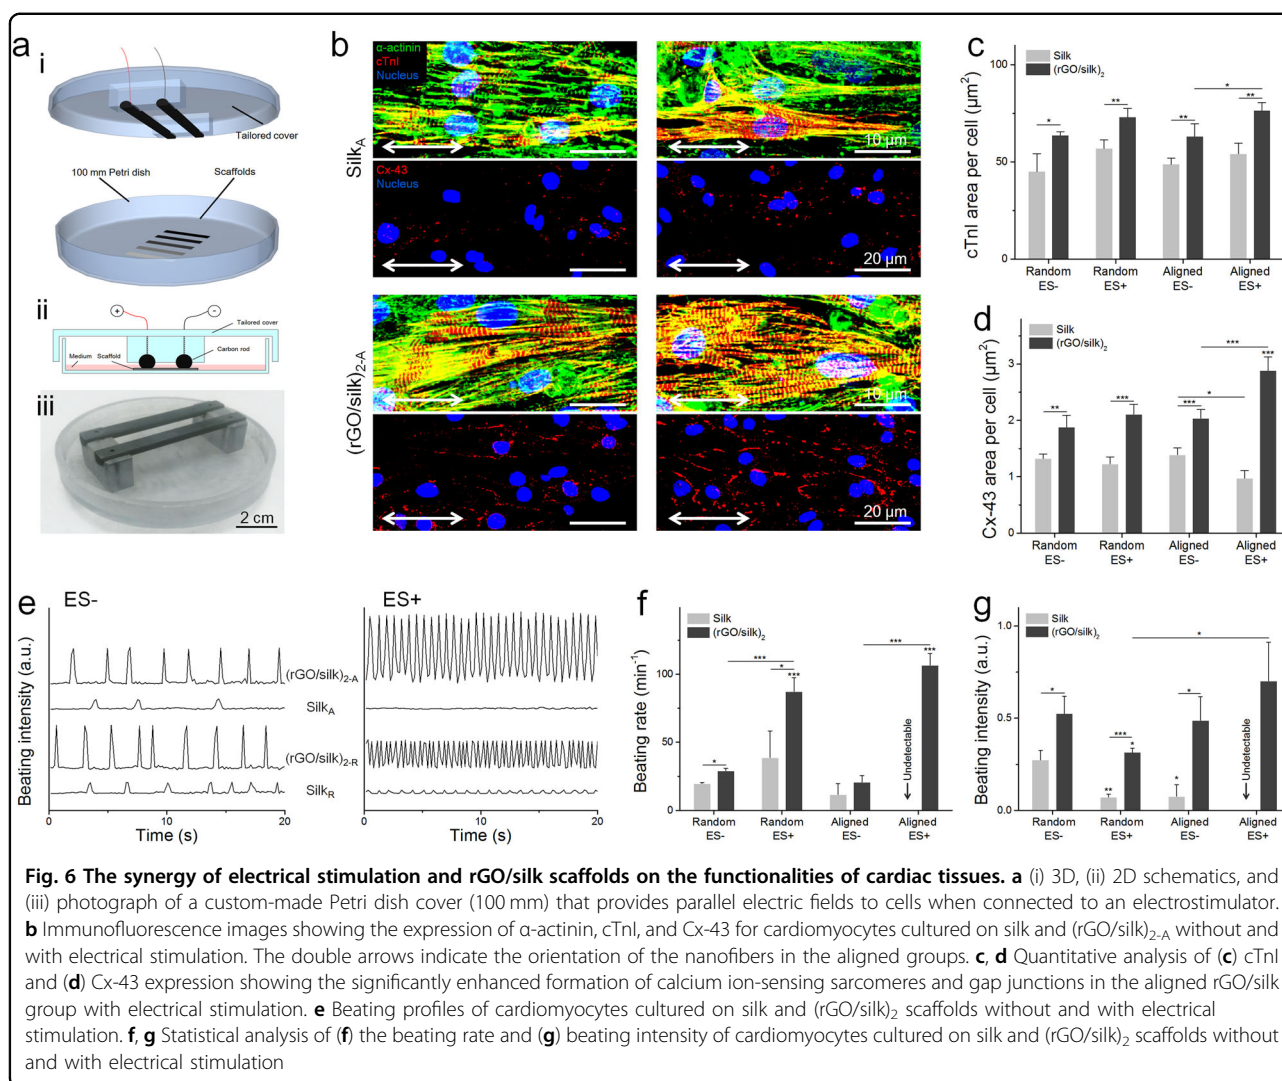 a
i
Tailored cover
100 mm Petri dish
Scaffolds
ii
+
−
Tailored cover
Medium
Scaffold
Carbon rod
iii
2 cm
b
α-actinin
cTnI
Nucleus
10 µm
Silk_A
Cx-43
Nucleus
20 µm
10 µm
(rGO/silk)_2-A
20 µm
c
Silk
(rGO/silk)₂
cTnI area per cell (µm²)
100
75
50
25
0
*
**
**
*
**
Random ES-
Random ES+
Aligned ES-
Aligned ES+
d
Silk
(rGO/silk)₂
Cx-43 area per cell (µm²)
3
2
1
0
**
***
***
*
***
***
Random ES-
Random ES+
Aligned ES-
Aligned ES+
e
ES-
ES+
Beating intensity (a.u.)
(rGO/silk)_2-A
Silk_A
(rGO/silk)_2-R
Silk_R
0 10 20
Time (s)
0 10 20
Time (s)
f
Silk
(rGO/silk)₂
Beating rate (min⁻¹)
100
50
0
*
***
*
***
***
***
Undetectable
Random ES-
Random ES+
Aligned ES-
Aligned ES+
g
Silk
(rGO/silk)₂
Beating intensity (a.u.)
1.0
0.5
0.0
*
**
***
*
*
*
*
Undetectable
Random ES-
Random ES+
Aligned ES-
Aligned ES+
Fig. 6 The synergy of electrical stimulation and rGO/silk scaffolds on the functionalities of cardiac tissues. a (i) 3D, (ii) 2D schematics, and
(iii) photograph of a custom-made Petri dish cover (100 mm) that provides parallel electric fields to cells when connected to an electrostimulator.
b Immunofluorescence images showing the expression of α-actinin, cTnI, and Cx-43 for cardiomyocytes cultured on silk and (rGO/silk)_2-A without and
with electrical stimulation. The double arrows indicate the orientation of the nanofibers in the aligned groups. c, d Quantitative analysis of (c) cTnI
and (d) Cx-43 expression showing the significantly enhanced formation of calcium ion-sensing sarcomeres and gap junctions in the aligned rGO/silk
group with electrical stimulation. e Beating profiles of cardiomyocytes cultured on silk and (rGO/silk)₂ scaffolds without and with electrical
stimulation. f, g Statistical analysis of (f) the beating rate and (g) beating intensity of cardiomyocytes cultured on silk and (rGO/silk)₂ scaffolds without
and with electrical stimulation